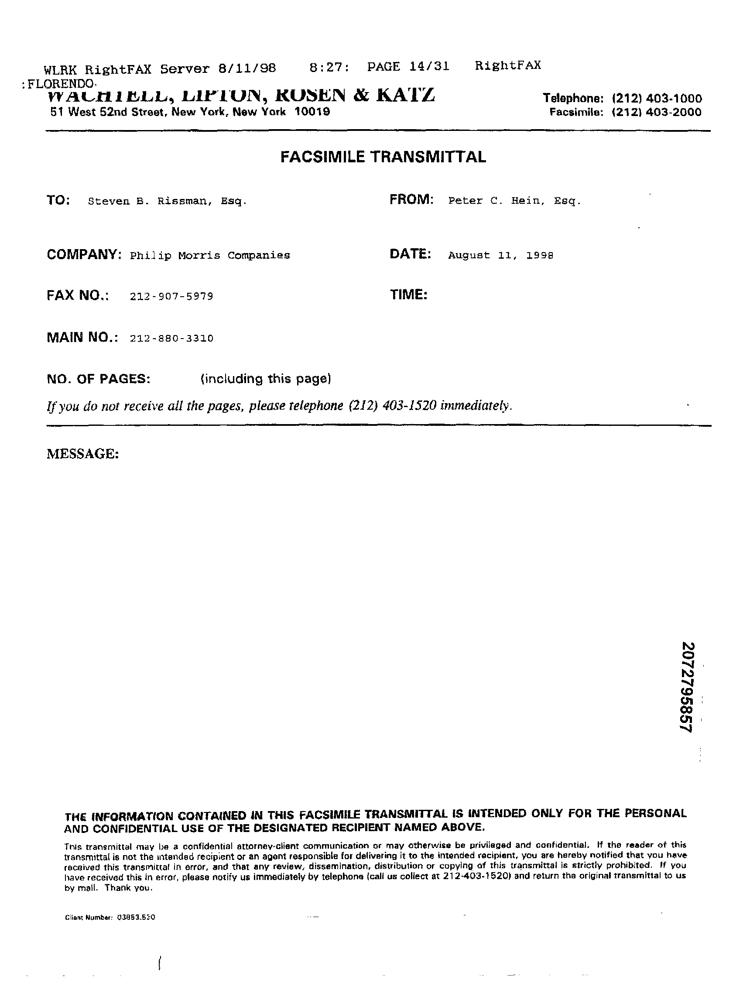 WLRK RightFAX Server 8/11/98 8:27: PAGE 14/31 RightFAX
:FLORENDO
WACHTELL, LIPTON, ROSEN & KATZ
51 West 52nd Street, New York, New York 10019
Telephone: (212) 403-1000
Facsimile: (212) 403-2000
FACSIMILE TRANSMITTAL
TO: Steven B. Rissman, Esq. FROM: Peter C. Hein, Esq.
COMPANY: Philip Morris Companies DATE: August 11, 1998
FAX NO.: 212-907-5979 TIME:
MAIN NO.: 212-880-3310
NO. OF PAGES: (including this page)
If you do not receive all the pages, please telephone (212) 403-1520 immediately.
MESSAGE:
2072795857
THE INFORMATION CONTAINED IN THIS FACSIMILE TRANSMITTAL IS INTENDED ONLY FOR THE PERSONAL
AND CONFIDENTIAL USE OF THE DESIGNATED RECIPIENT NAMED ABOVE.
This transmittal may be a confidential attorney-client communication or may otherwise be privileged and confidential. If the reader of this
transmittal is not the intended recipient or an agent responsible for delivering it to the intended recipient, you are hereby notified that you have
received this transmittal in error, and that any review, dissemination, distribution or copying of this transmittal is strictly prohibited. If you
have received this in error, please notify us immediately by telephone (call us collect at 212-403-1520) and return the original transmittal to us
by mail. Thank you.
Client Number: 03853.520